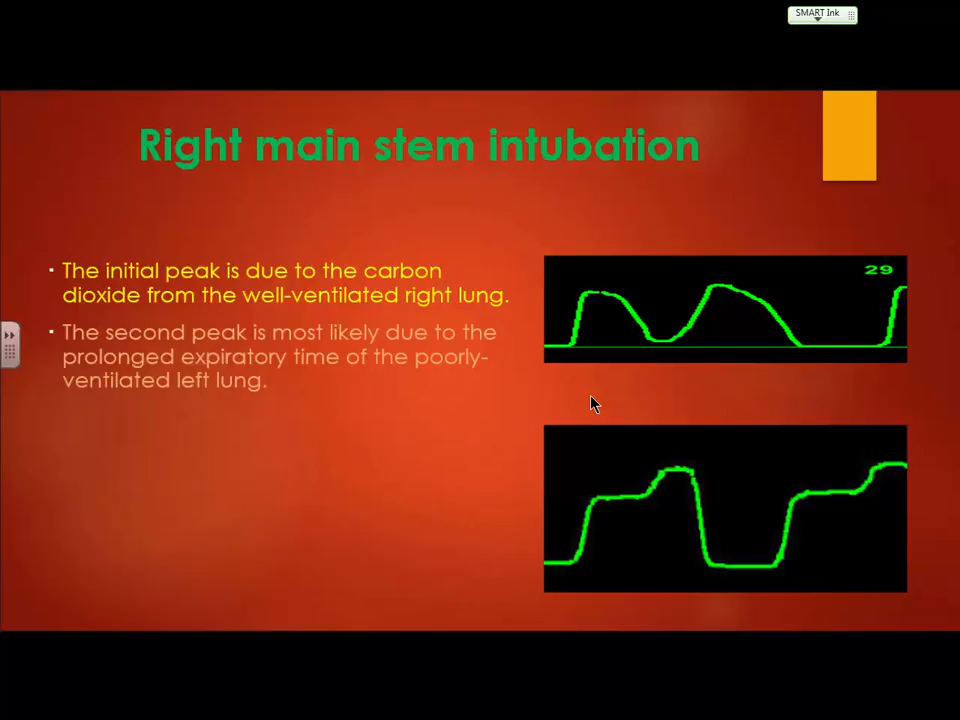 SMART Ink
Right main stem intubation
▪ The initial peak is due to the carbon
dioxide from the well-ventilated right lung.
▪ The second peak is most likely due to the
prolonged expiratory time of the poorly-
ventilated left lung.
29